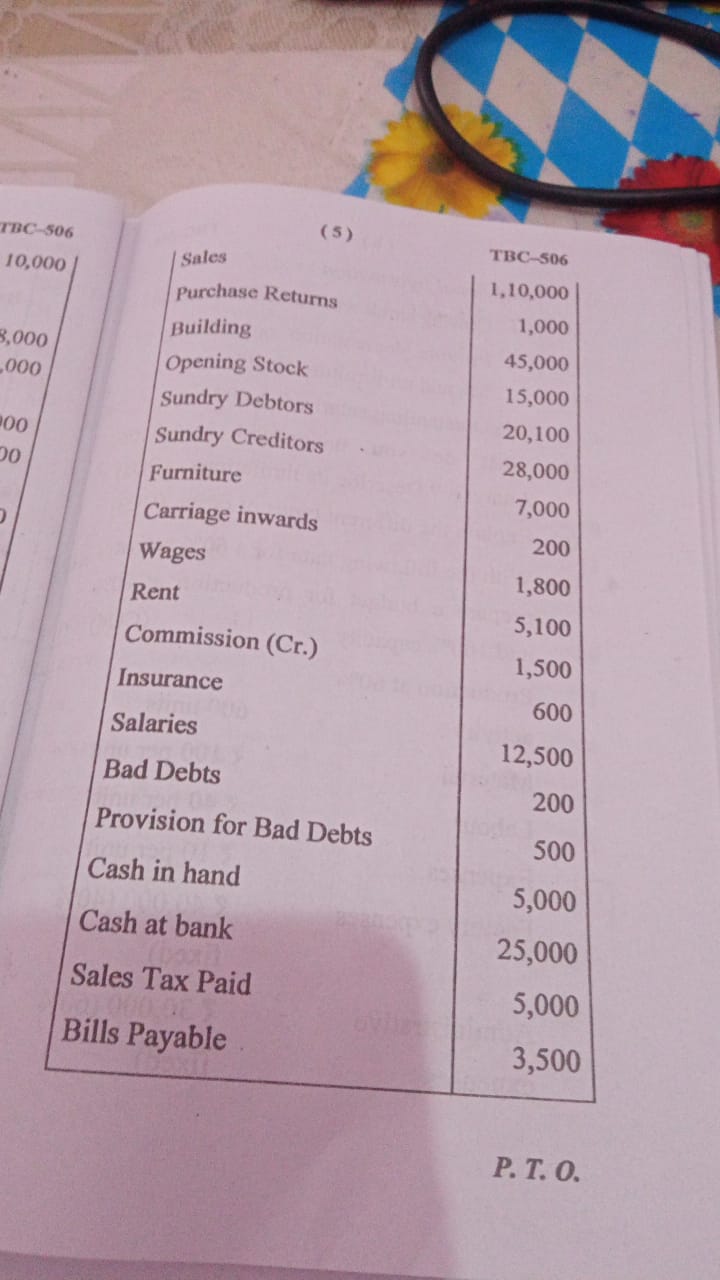 TBC–506
10,000
8,000
,000
00
00
0
(5)
TBC–506
Sales 1,10,000
Purchase Returns 1,000
Building 45,000
Opening Stock 15,000
Sundry Debtors 20,100
Sundry Creditors 28,000
Furniture 7,000
Carriage inwards 200
Wages 1,800
Rent 5,100
Commission (Cr.) 1,500
Insurance 600
Salaries 12,500
Bad Debts 200
Provision for Bad Debts 500
Cash in hand 5,000
Cash at bank 25,000
Sales Tax Paid 5,000
Bills Payable 3,500
P. T. O.